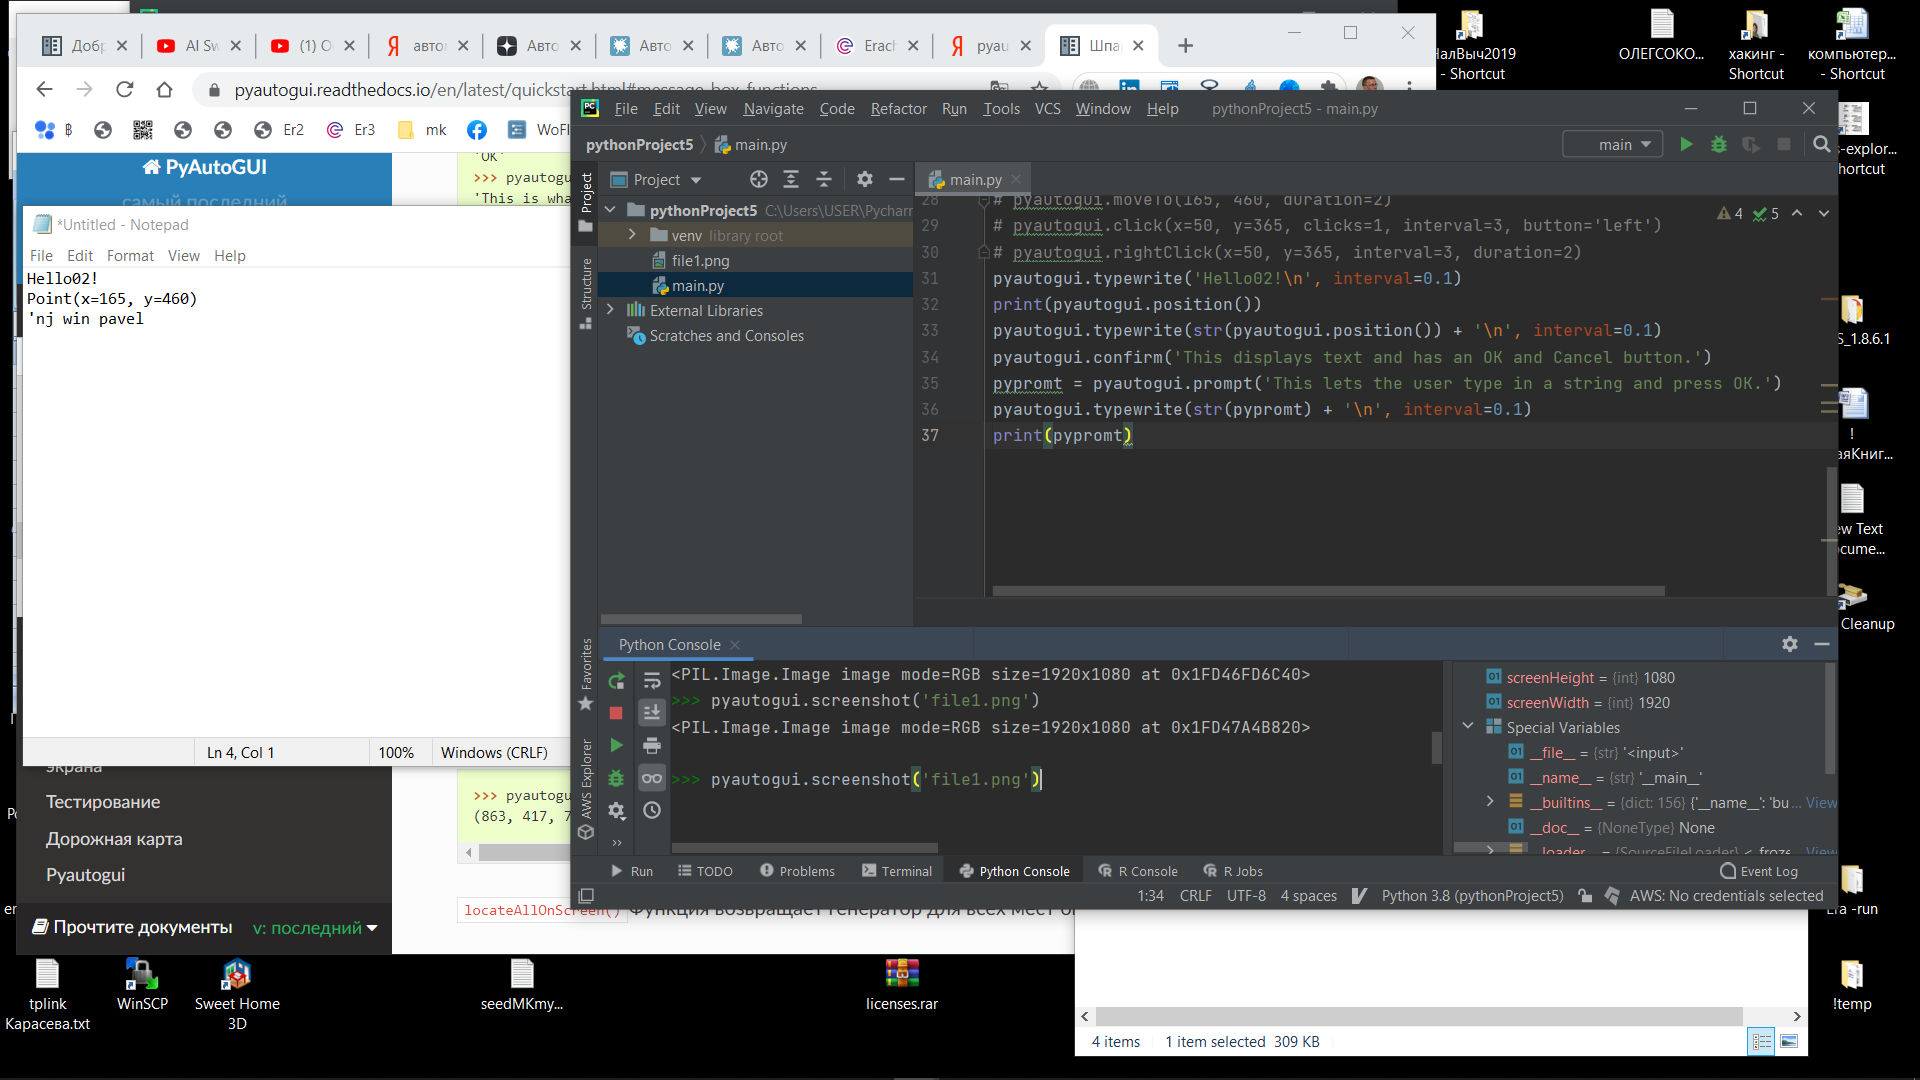 Добр
AI Sw
(1) O
автог
Авто
Авто
Авто
Erach
pyau
Шпар
pyautogui.readthedocs.io/en/latest/quickstart.html#message-box-functions
Er2
Er3
mk
WoFl
PyAutoGUI
самый последний
'OK'
>>> pyautogu
'This is wha
*Untitled - Notepad
File Edit Format View Help
Hello02!
Point(x=165, y=460)
'nj win pavel
Ln 4, Col 1
100%
Windows (CRLF)
экрана
Тестирование
Дорожная карта
Pyautogui
Прочтите документы
v: последний
>>> pyautogu
(863, 417, 7
locateAllOnScreen() Функция возвращает генератор для всех мест
File Edit View Navigate Code Refactor Run Tools VCS Window Help
pythonProject5 - main.py
pythonProject5
main.py
main
Project
pythonProject5 C:\Users\USER\Pycharm
venv library root
file1.png
main.py
External Libraries
Scratches and Consoles
Project
Structure
Favorites
AWS Explorer
main.py
4
5
28 # pyautogui.moveTo(165, 460, duration=2)
29 # pyautogui.click(x=50, y=365, clicks=1, interval=3, button='left')
30 # pyautogui.rightClick(x=50, y=365, interval=3, duration=2)
31 pyautogui.typewrite('Hello02!\n', interval=0.1)
32 print(pyautogui.position())
33 pyautogui.typewrite(str(pyautogui.position()) + '\n', interval=0.1)
34 pyautogui.confirm('This displays text and has an OK and Cancel button.')
35 pypromt = pyautogui.prompt('This lets the user type in a string and press OK.')
36 pyautogui.typewrite(str(pypromt) + '\n', interval=0.1)
37 print(pypromt)
Python Console
<PIL.Image.Image image mode=RGB size=1920x1080 at 0x1FD46FD6C40>
>>> pyautogui.screenshot('file1.png')
<PIL.Image.Image image mode=RGB size=1920x1080 at 0x1FD47A4B820>
>>> pyautogui.screenshot('file1.png')
screenHeight = {int} 1080
screenWidth = {int} 1920
Special Variables
__file__ = {str} '<input>'
__name__ = {str} '__main__'
__builtins__ = {dict: 156} {'__name__': 'bu... View
__doc__ = {NoneType} None
__loader__ = {SourceFileLoader} <_froze View
Run
TODO
Problems
Terminal
Python Console
R Console
R Jobs
Event Log
1:34
CRLF
UTF-8
4 spaces
Python 3.8 (pythonProject5)
AWS: No credentials selected
4 items
1 item selected 309 KB
НалВыч2019
- Shortcut
ОЛЕГСОКО...
хакинг -
Shortcut
компьютер...
- Shortcut
s-explor...
hortcut
S_1.8.6.1
!
аяКниг...
ew Text
ocume...
Cleanup
Era -run
!temp
tplink
Карасева.txt
WinSCP
Sweet Home
3D
seedMKmy...
licenses.rar